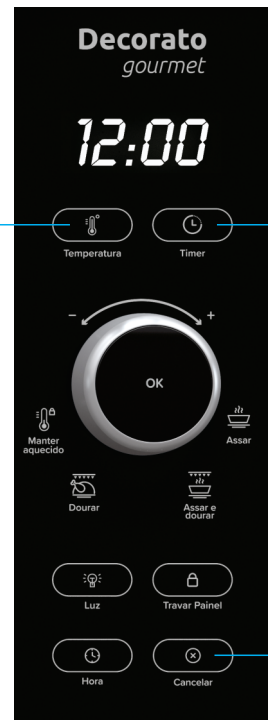 Decorato
gourmet
12:00
Temperatura
Timer
- +
OK
Manter
aquecido
Assar
Dourar
Assar e
dourar
Luz
Travar Painel
Hora
Cancelar